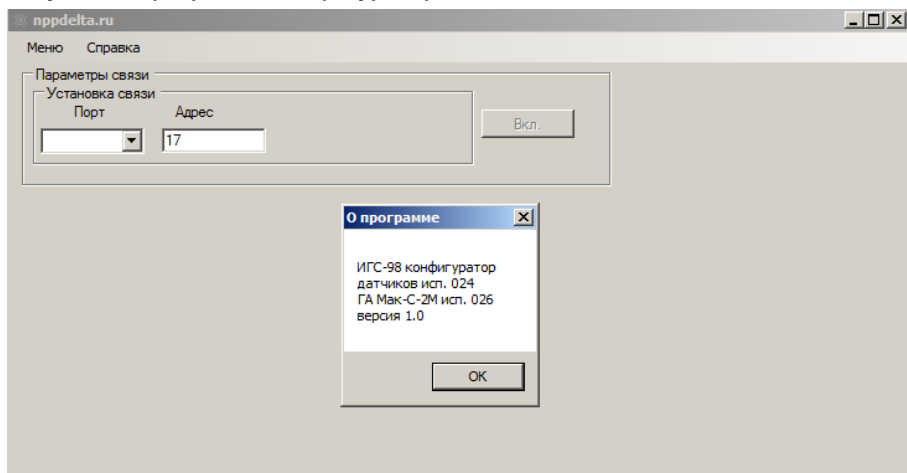 nppdelta.ru
Меню Справка
Параметры связи
Установка связи
Порт Адрес
17
Вкл.
О программе
ИГС-98 конфигуратор
датчиков исп. 024
ГА Мак-С-2М исп. 026
версия 1.0
OK